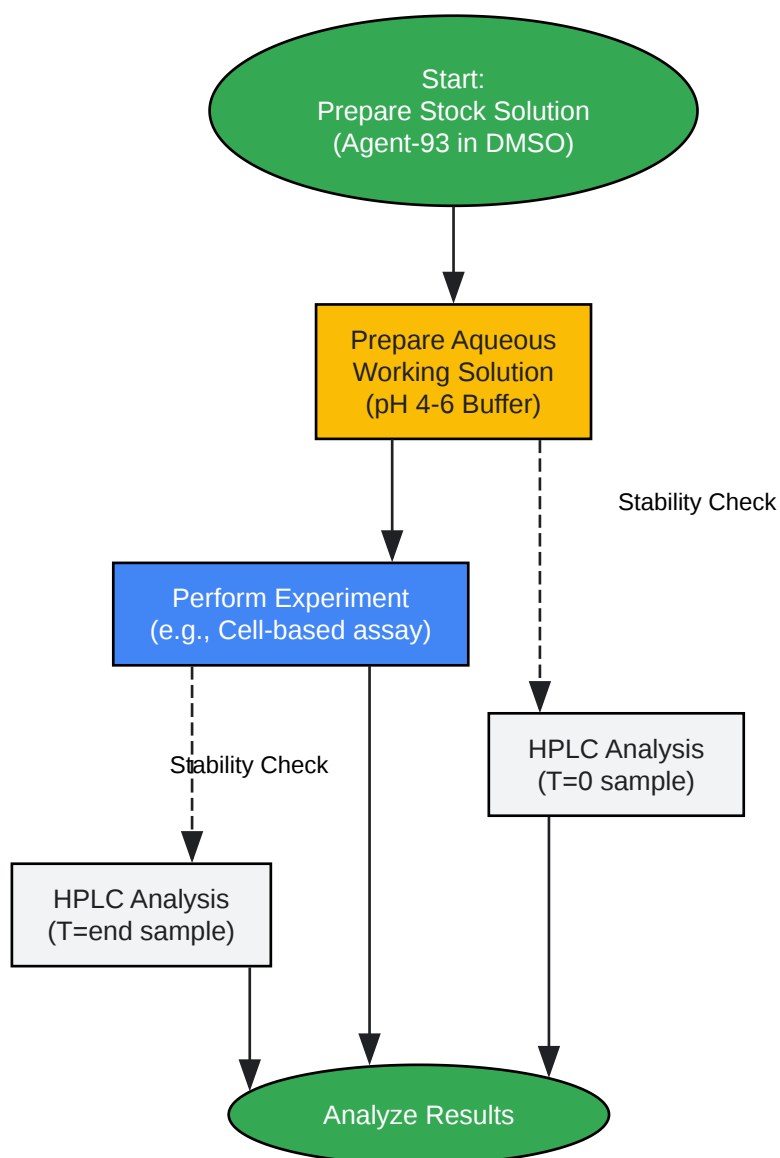 Start:
Prepare Stock Solution
(Agent-93 in DMSO)
Prepare Aqueous
Working Solution
(pH 4-6 Buffer)
Stability Check
Perform Experiment
(e.g., Cell-based assay)
HPLC Analysis
(T=0 sample)
Stability Check
HPLC Analysis
(T=end sample)
Analyze Results